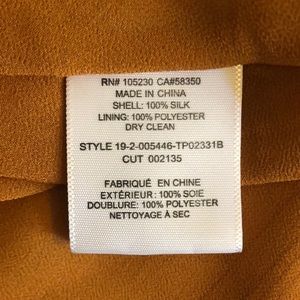 RN# 105230 CA#58350
MADE IN CHINA
SHELL: 100% SILK
LINING: 100% POLYESTER
DRY CLEAN
STYLE 19-2-005446-TP02331B
CUT 002135
FABRIQUÉ EN CHINE
EXTÉRIEUR: 100% SOIE
DOUBLURE: 100% POLYESTER
NETTOYAGE À SEC